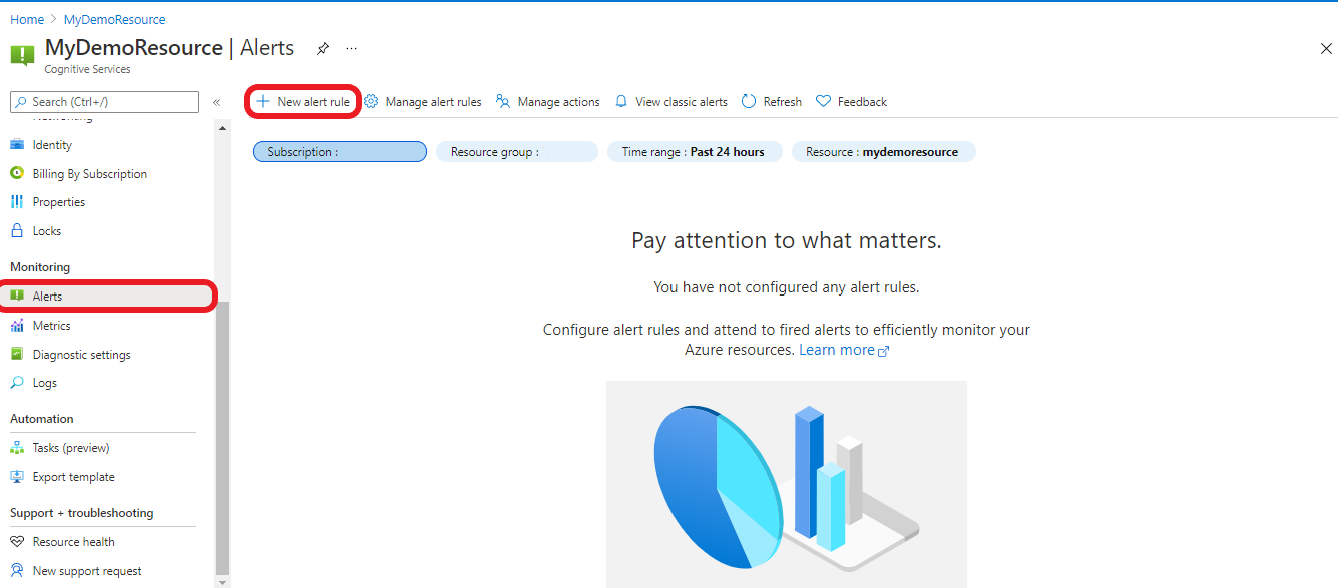 Home > MyDemoResource
MyDemoResource | Alerts
Cognitive Services
Search (Ctrl+/)
Networking
Identity
Billing By Subscription
Properties
Locks
Monitoring
Alerts
Metrics
Diagnostic settings
Logs
Automation
Tasks (preview)
Export template
Support + troubleshooting
Resource health
New support request
New alert rule Manage alert rules Manage actions View classic alerts Refresh Feedback
Subscription : Resource group : Time range : Past 24 hours Resource : mydemoresource
Pay attention to what matters.
You have not configured any alert rules.
Configure alert rules and attend to fired alerts to efficiently monitor your
Azure resources. Learn more